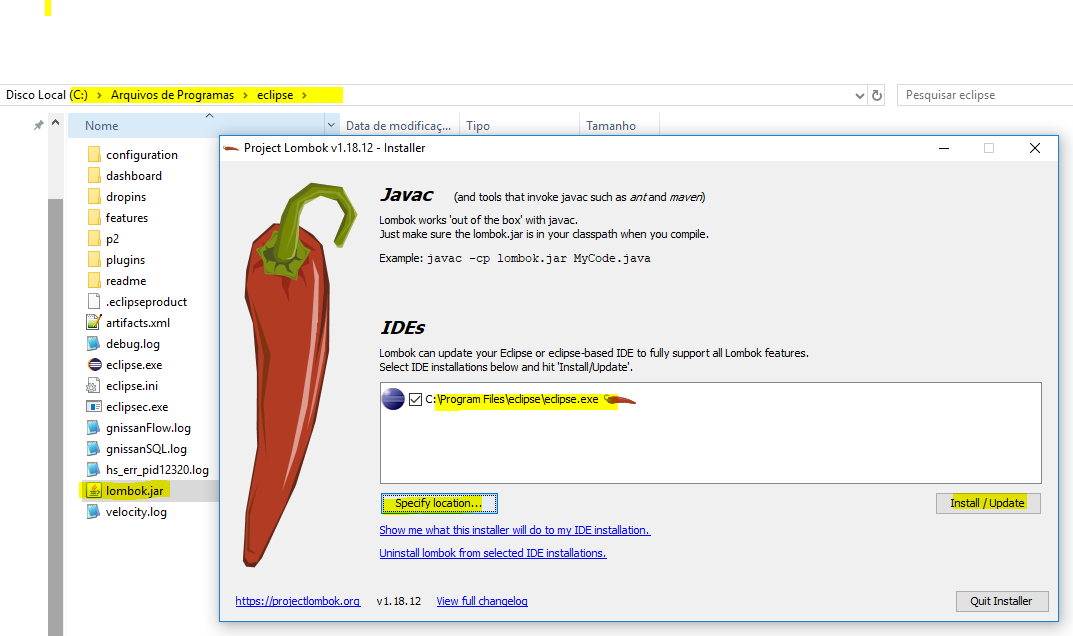 Disco Local (C:) > Arquivos de Programas > eclipse >
Pesquisar eclipse
Nome
Data de modificaç...
Tipo
Tamanho
configuration
dashboard
dropins
features
p2
plugins
readme
.eclipseproduct
artifacts.xml
debug.log
eclipse.exe
eclipse.ini
eclipsec.exe
gnissanFlow.log
gnissanSQL.log
hs_err_pid12320.log
lombok.jar
velocity.log
Project Lombok v1.18.12 - Installer
Javac (and tools that invoke javac such as ant and maven)
Lombok works 'out of the box' with javac.
Just make sure the lombok.jar is in your classpath when you compile.
Example: javac -cp lombok.jar MyCode.java
IDEs
Lombok can update your Eclipse or eclipse-based IDE to fully support all Lombok features.
Select IDE installations below and hit 'Install/Update'.
C:\Program Files\eclipse\eclipse.exe
Specify location...
Install / Update
Show me what this installer will do to my IDE installation.
Uninstall lombok from selected IDE installations.
https://projectlombok.org v1.18.12 View full changelog
Quit Installer